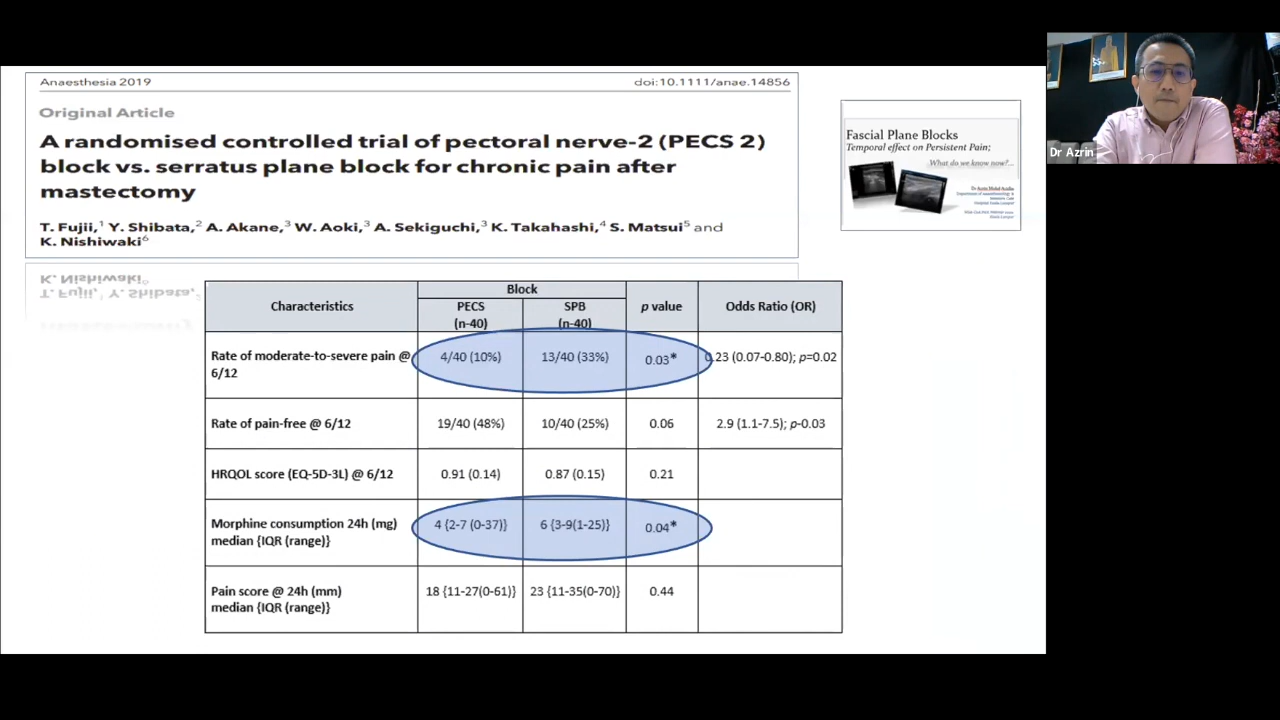 Anaesthesia 2019 doi:10.1111/anae.14856
Original Article
A randomised controlled trial of pectoral nerve-2 (PECS 2)
block vs. serratus plane block for chronic pain after
mastectomy
T. Fujii,¹ Y. Shibata,² A. Akane,³ W. Aoki,³ A. Sekiguchi,³ K. Takahashi,⁴ S. Matsui⁵ and
K. Nishiwaki⁶
K. Nishiwaki⁶
T. Fujii, Y. Shibata,
Characteristics Block p value Odds Ratio (OR)
PECS SPB
(n-40) (n-40)
Rate of moderate-to-severe pain @ 4/40 (10%) 13/40 (33%) 0.03* 0.23 (0.07-0.80); p=0.02
6/12
Rate of pain-free @ 6/12 19/40 (48%) 10/40 (25%) 0.06 2.9 (1.1-7.5); p-0.03
HRQOL score (EQ-5D-3L) @ 6/12 0.91 (0.14) 0.87 (0.15) 0.21
Morphine consumption 24h (mg) 4 {2-7 (0-37)} 6 {3-9(1-25)} 0.04*
median {IQR (range)}
Pain score @ 24h (mm) 18 {11-27(0-61)} 23 {11-35(0-70)} 0.44
median {IQR (range)}
Fascial Plane Blocks
Temporal effect on Persistent Pain;
What do we know now?...
Dr Azrin